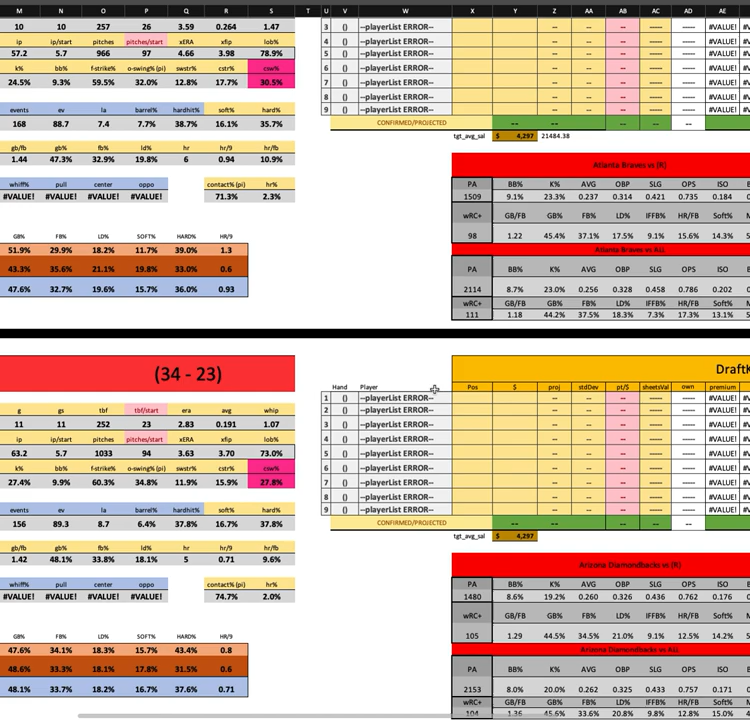 M N O P Q R S T U V W X Y Z AA AB AC AD AE AF
10 10 257 26 3.59 0.264 1.47 3 () --playerList ERROR-- -- -- -- ----- ----- #VALUE!
ip ip/start pitches pitches/start xERA xfip lob% 4 () --playerList ERROR-- -- -- -- ----- ----- #VALUE!
57.2 5.7 966 97 4.66 3.98 78.9% 5 () --playerList ERROR-- -- -- -- ----- ----- #VALUE!
k% bb% f-strike% o-swing% (pi) swstr% cstr% csw% 6 () --playerList ERROR-- -- -- -- ----- ----- #VALUE!
24.5% 9.3% 59.5% 32.0% 12.8% 17.7% 30.5% 7 () --playerList ERROR-- -- -- -- ----- ----- #VALUE!
8 () --playerList ERROR-- -- -- -- ----- ----- #VALUE!
events ev la barrel% hardhit% soft% hard% 9 () --playerList ERROR-- -- -- -- ----- ----- #VALUE!
168 88.7 7.4 7.7% 38.7% 16.1% 35.7% CONFIRMED/PROJECTED -- -- -- -- -- --
tgt_avg_sal $ 4,297 21484.38
gb/fb gb% fb% ld% hr hr/9 hr/fb
1.44 47.3% 32.9% 19.8% 6 0.94 10.9% Atlanta Braves vs (R)
whiff% pull center oppo contact% (pi) hr% PA BB% K% AVG OBP SLG OPS ISO
#VALUE! #VALUE! #VALUE! #VALUE! 71.3% 2.3% 1509 9.1% 23.3% 0.237 0.314 0.421 0.735 0.184
wRC+ GB/FB GB% FB% LD% IFFB% HR/FB Soft%
GB% FB% LD% SOFT% HARD% HR/9 98 1.22 45.4% 37.1% 17.5% 9.1% 15.6% 14.3%
51.9% 29.9% 18.2% 11.7% 39.0% 1.3 Atlanta Braves vs ALL
43.3% 35.6% 21.1% 19.8% 33.0% 0.6 PA BB% K% AVG OBP SLG OPS ISO
47.6% 32.7% 19.6% 15.7% 36.0% 0.93 2114 8.7% 23.0% 0.256 0.328 0.458 0.786 0.202
wRC+ GB/FB GB% FB% LD% IFFB% HR/FB Soft%
111 1.18 44.2% 37.5% 18.3% 7.3% 17.3% 13.1%
(34 - 23) DraftK
Hand Player Pos $ proj stdDev pt/$ sheetsVal own premium
1 () --playerList ERROR-- -- -- -- ----- ----- #VALUE!
g gs tbf tbf/start era avg whip 2 () --playerList ERROR-- -- -- -- ----- ----- #VALUE!
11 11 252 23 2.83 0.191 1.07 3 () --playerList ERROR-- -- -- -- ----- ----- #VALUE!
ip ip/start pitches pitches/start xERA xfip lob% 4 () --playerList ERROR-- -- -- -- ----- ----- #VALUE!
63.2 5.7 1033 94 3.63 3.70 73.0% 5 () --playerList ERROR-- -- -- -- ----- ----- #VALUE!
k% bb% f-strike% o-swing% (pi) swstr% cstr% csw% 6 () --playerList ERROR-- -- -- -- ----- ----- #VALUE!
27.4% 9.9% 60.3% 34.8% 11.9% 15.9% 27.8% 7 () --playerList ERROR-- -- -- -- ----- ----- #VALUE!
8 () --playerList ERROR-- -- -- -- ----- ----- #VALUE!
events ev la barrel% hardhit% soft% hard% 9 () --playerList ERROR-- -- -- -- ----- ----- #VALUE!
156 89.3 8.7 6.4% 37.8% 16.7% 37.8% CONFIRMED/PROJECTED -- -- -- -- -- --
tgt_avg_sal $ 4,297
gb/fb gb% fb% ld% hr hr/9 hr/fb
1.42 48.1% 33.8% 18.1% 5 0.71 9.6% Arizona Diamondbacks vs (R)
whiff% pull center oppo contact% (pi) hr% PA BB% K% AVG OBP SLG OPS ISO
#VALUE! #VALUE! #VALUE! #VALUE! 74.7% 2.0% 1480 8.6% 19.2% 0.260 0.326 0.436 0.762 0.176
wRC+ GB/FB GB% FB% LD% IFFB% HR/FB Soft%
GB% FB% LD% SOFT% HARD% HR/9 105 1.29 44.5% 34.5% 21.0% 9.1% 12.5% 14.2%
47.6% 34.1% 18.3% 15.7% 43.4% 0.8 Arizona Diamondbacks vs ALL
48.6% 33.3% 18.1% 17.8% 31.5% 0.6 PA BB% K% AVG OBP SLG OPS ISO
48.1% 33.7% 18.2% 16.7% 37.6% 0.71 2153 8.0% 20.0% 0.262 0.325 0.433 0.757 0.171
wRC+ GB/FB GB% FB% LD% IFFB% HR/FB Soft%
104 1.36 45.6% 33.6% 20.8% 9.8% 12.8% 15.0%